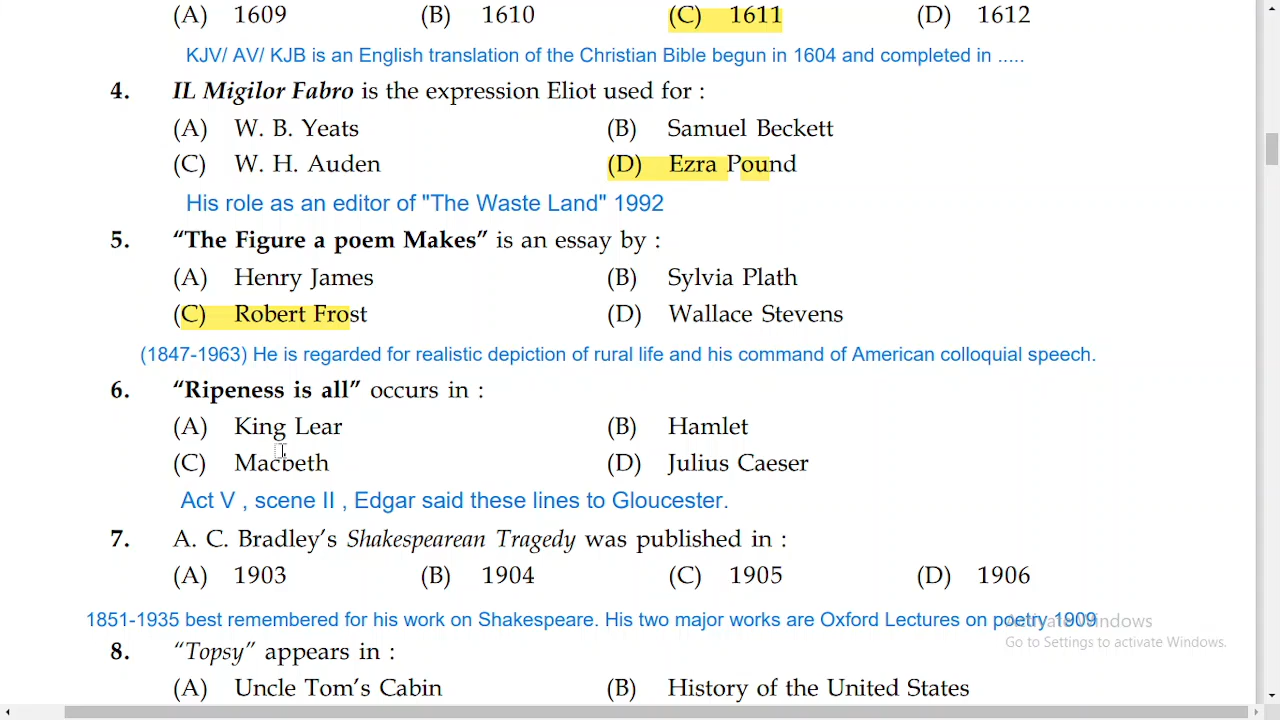 (A) 1609 (B) 1610 (C) 1611 (D) 1612
KJV/ AV/ KJB is an English translation of the Christian Bible begun in 1604 and completed in .....
4. IL Migilor Fabro is the expression Eliot used for :
(A) W. B. Yeats (B) Samuel Beckett
(C) W. H. Auden (D) Ezra Pound
His role as an editor of "The Waste Land" 1992
5. “The Figure a poem Makes” is an essay by :
(A) Henry James (B) Sylvia Plath
(C) Robert Frost (D) Wallace Stevens
(1847-1963) He is regarded for realistic depiction of rural life and his command of American colloquial speech.
6. “Ripeness is all” occurs in :
(A) King Lear (B) Hamlet
(C) Macbeth (D) Julius Caeser
Act V , scene II , Edgar said these lines to Gloucester.
7. A. C. Bradley’s Shakespearean Tragedy was published in :
(A) 1903 (B) 1904 (C) 1905 (D) 1906
1851-1935 best remembered for his work on Shakespeare. His two major works are Oxford Lectures on poetry 1909
Activate Windows
Go to Settings to activate Windows.
8. “Topsy” appears in :
(A) Uncle Tom’s Cabin (B) History of the United States